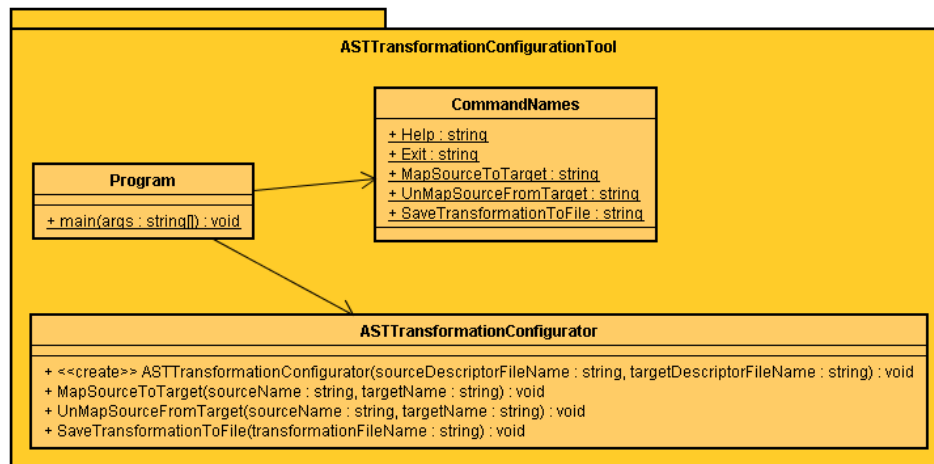 ASTTransformationConfigurationTool
CommandNames
+ Help : string
+ Exit : string
+ MapSourceToTarget : string
+ UnMapSourceFromTarget : string
+ SaveTransformationToFile : string
Program
+ main(args : string[]) : void
ASTTransformationConfigurator
+ <<create>> ASTTransformationConfigurator(sourceDescriptorFileName : string, targetDescriptorFileName : string) : void
+ MapSourceToTarget(sourceName : string, targetName : string) : void
+ UnMapSourceFromTarget(sourceName : string, targetName : string) : void
+ SaveTransformationToFile(transformationFileName : string) : void